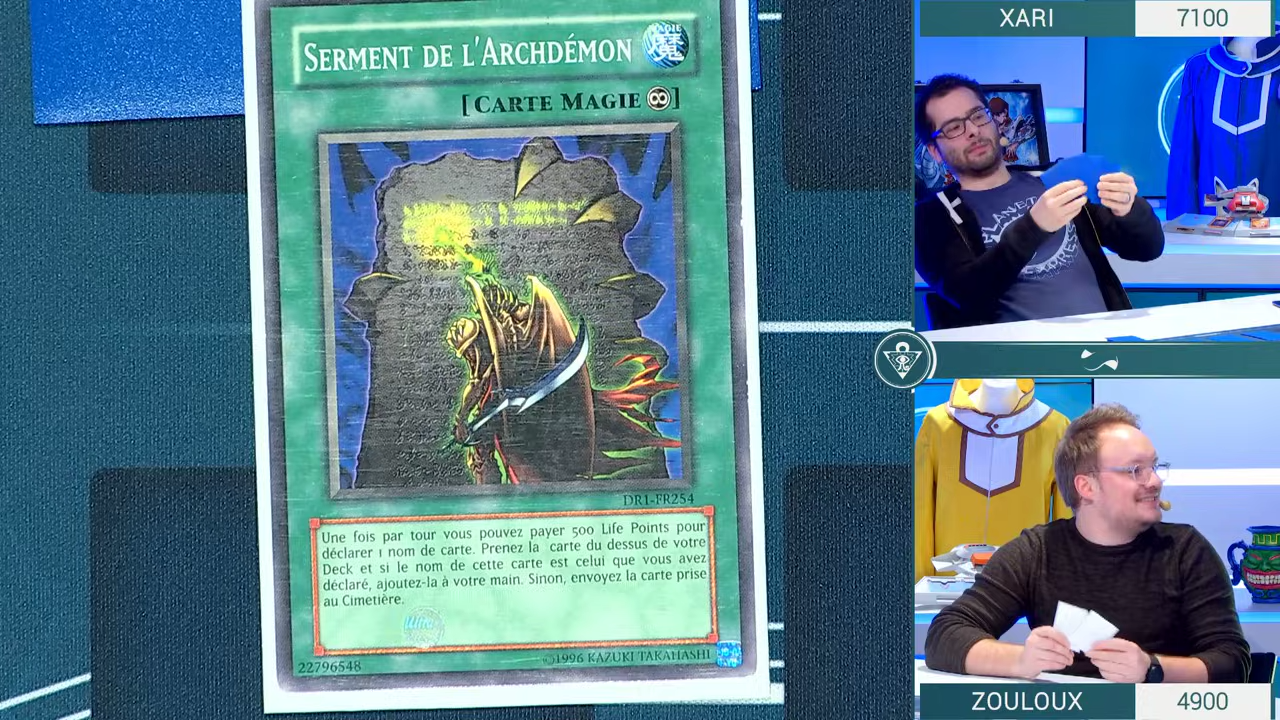 SERMENT DE L'ARCHDÉMON
MAGIE
魔
[CARTE MAGIE ]
DR1-FR254
Une fois par tour vous pouvez payer 500 Life Points pour
déclarer 1 nom de carte. Prenez la carte du dessus de votre
Deck et si le nom de cette carte est celui que vous avez
déclaré, ajoutez-la à votre main. Sinon, envoyez la carte prise
au Cimetière.
22796548
©1996 KAZUKI TAKAHASHI
XARI
7100
PLANET
ZOULOUX
4900